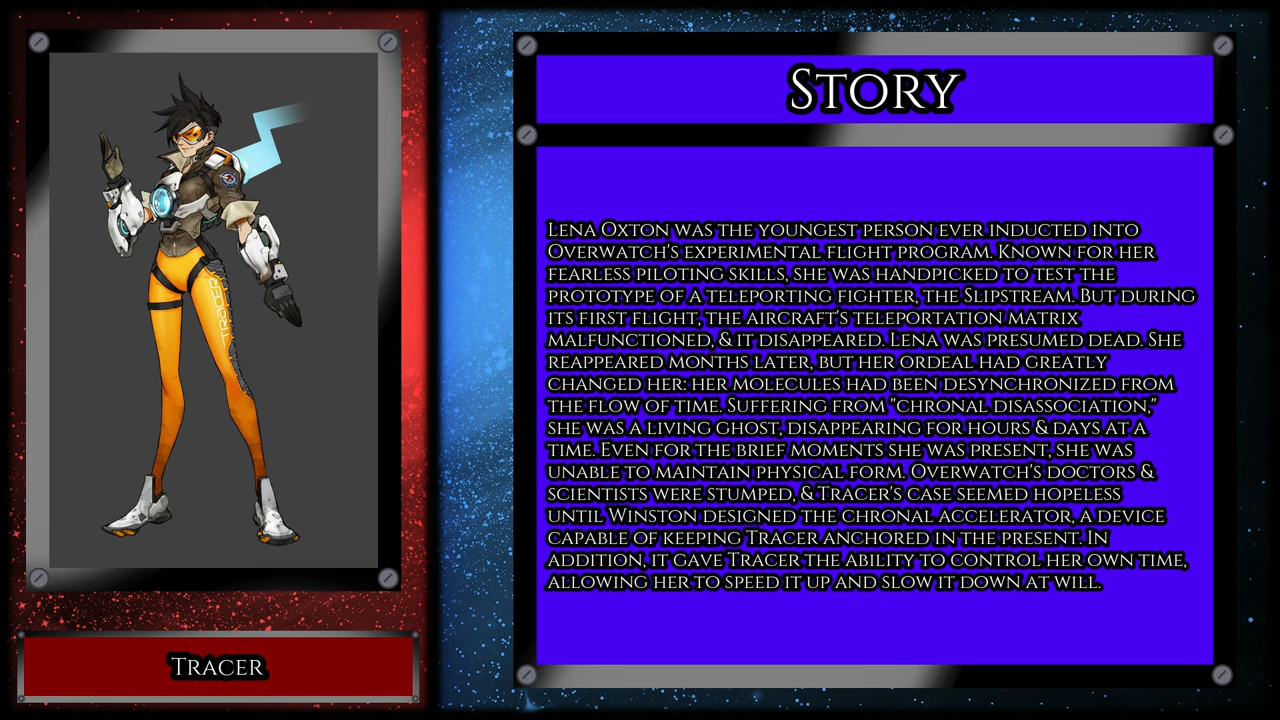 Story
Lena Oxton was the youngest person ever inducted into
Overwatch's experimental flight program. Known for her
fearless piloting skills, she was handpicked to test the
prototype of a teleporting fighter, the Slipstream. But during
its first flight, the aircraft's teleportation matrix
malfunctioned, & it disappeared. Lena was presumed dead. She
reappeared months later, but her ordeal had greatly
changed her: her molecules had been desynchronized from
the flow of time. Suffering from "chronal disassociation,"
she was a living ghost, disappearing for hours & days at a
time. Even for the brief moments she was present, she was
unable to maintain physical form. Overwatch's doctors &
scientists were stumped, & Tracer's case seemed hopeless
until Winston designed the chronal accelerator, a device
capable of keeping Tracer anchored in the present. In
addition, it gave Tracer the ability to control her own time,
allowing her to speed it up and slow it down at will.
TRACER
Tracer